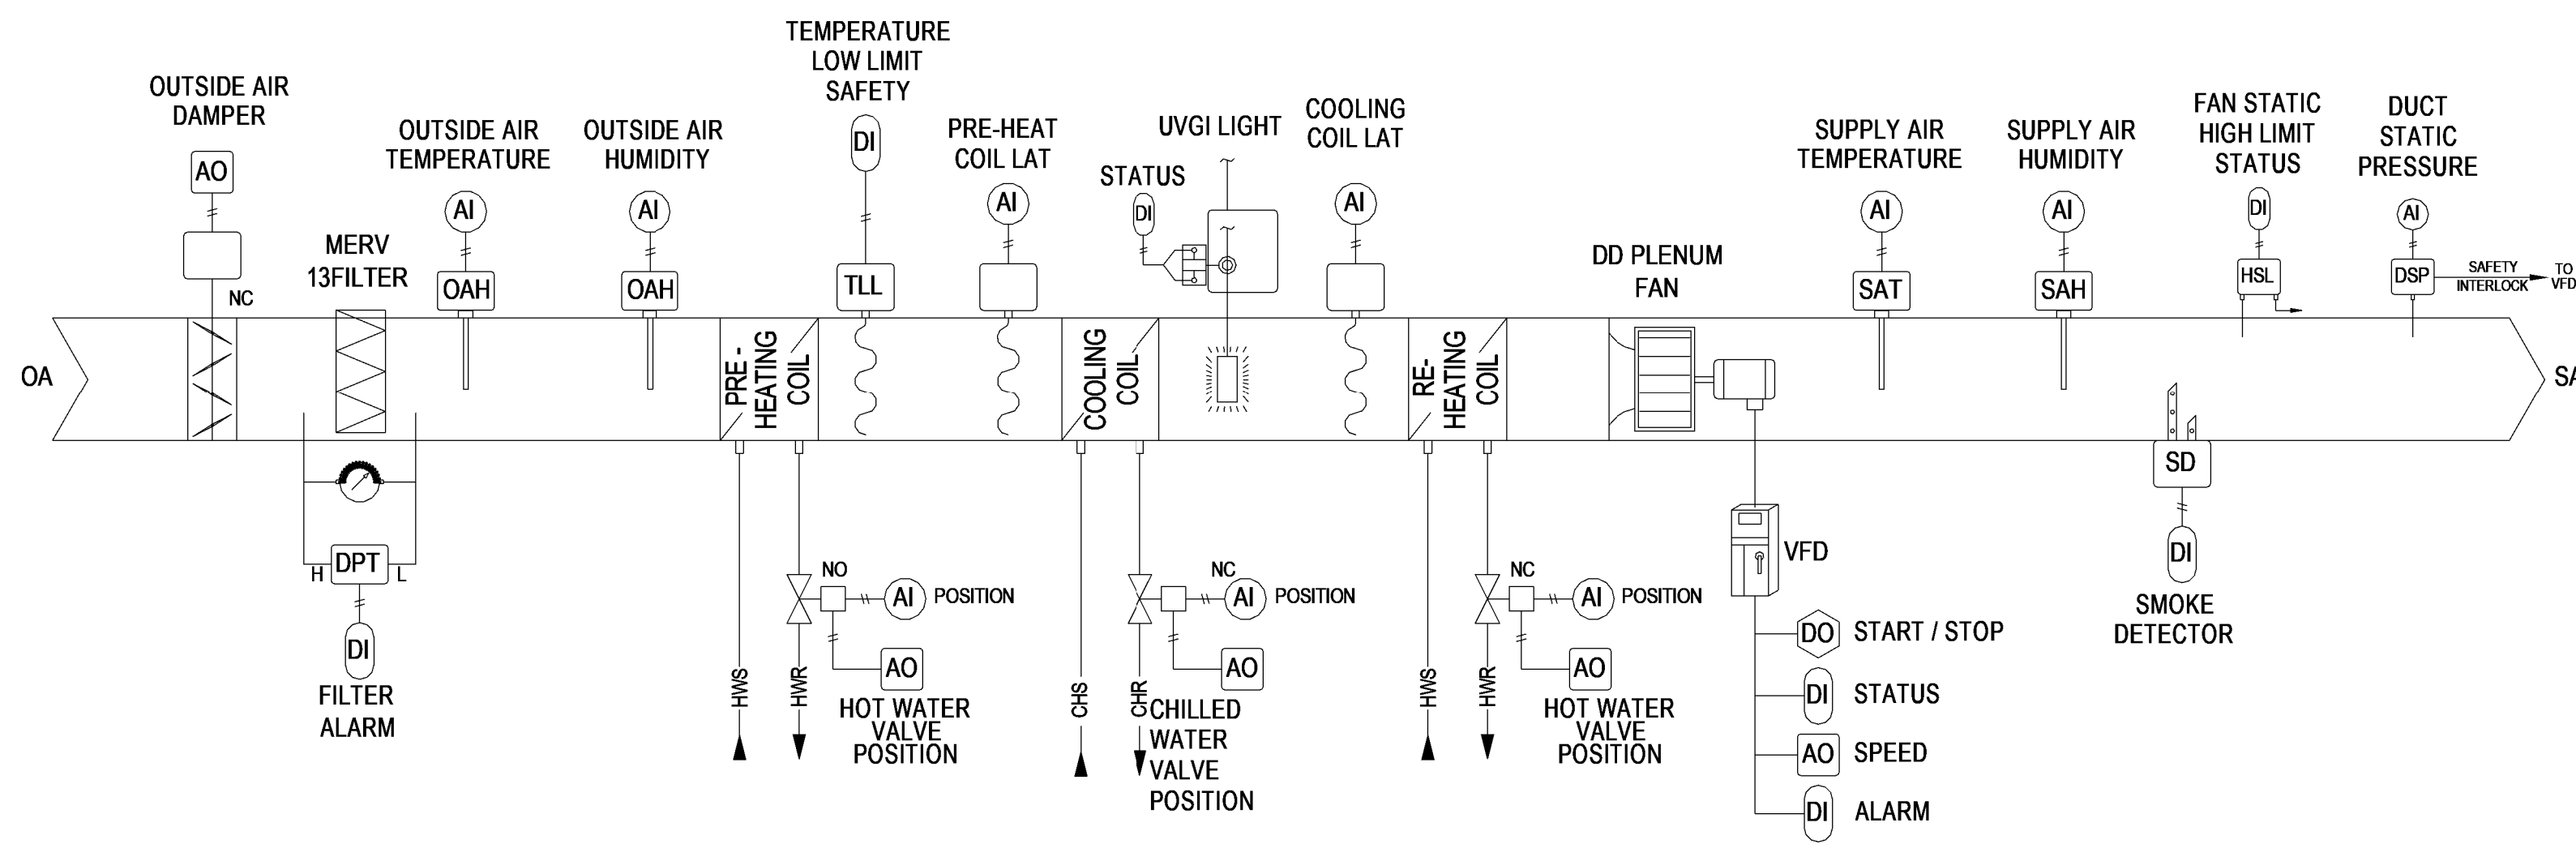 OUTSIDE AIR
DAMPER
AO
NC
MERV
13FILTER
OUTSIDE AIR
TEMPERATURE
AI
OAH
OUTSIDE AIR
HUMIDITY
AI
OAH
TEMPERATURE
LOW LIMIT
SAFETY
DI
TLL
PRE-HEAT
COIL LAT
AI
STATUS
DI
UVGI LIGHT
COOLING
COIL LAT
AI
DD PLENUM
FAN
SUPPLY AIR
TEMPERATURE
AI
SAT
SUPPLY AIR
HUMIDITY
AI
SAH
FAN STATIC
HIGH LIMIT
STATUS
DI
HSL
DUCT
STATIC
PRESSURE
AI
DSP
SAFETY
INTERLOCK
TO
VFD
OA
PRE -
HEATING
COIL
COOLING
COIL
RE-
HEATING
COIL
SA
H
DPT
L
DI
FILTER
ALARM
HWS
HWR
NO
AI
POSITION
AO
HOT WATER
VALVE
POSITION
CHS
CHR
NC
AI
POSITION
AO
CHILLED
WATER
VALVE
POSITION
HWS
HWR
NC
AI
POSITION
AO
HOT WATER
VALVE
POSITION
VFD
DO START / STOP
DI STATUS
AO SPEED
DI ALARM
SD
DI
SMOKE
DETECTOR